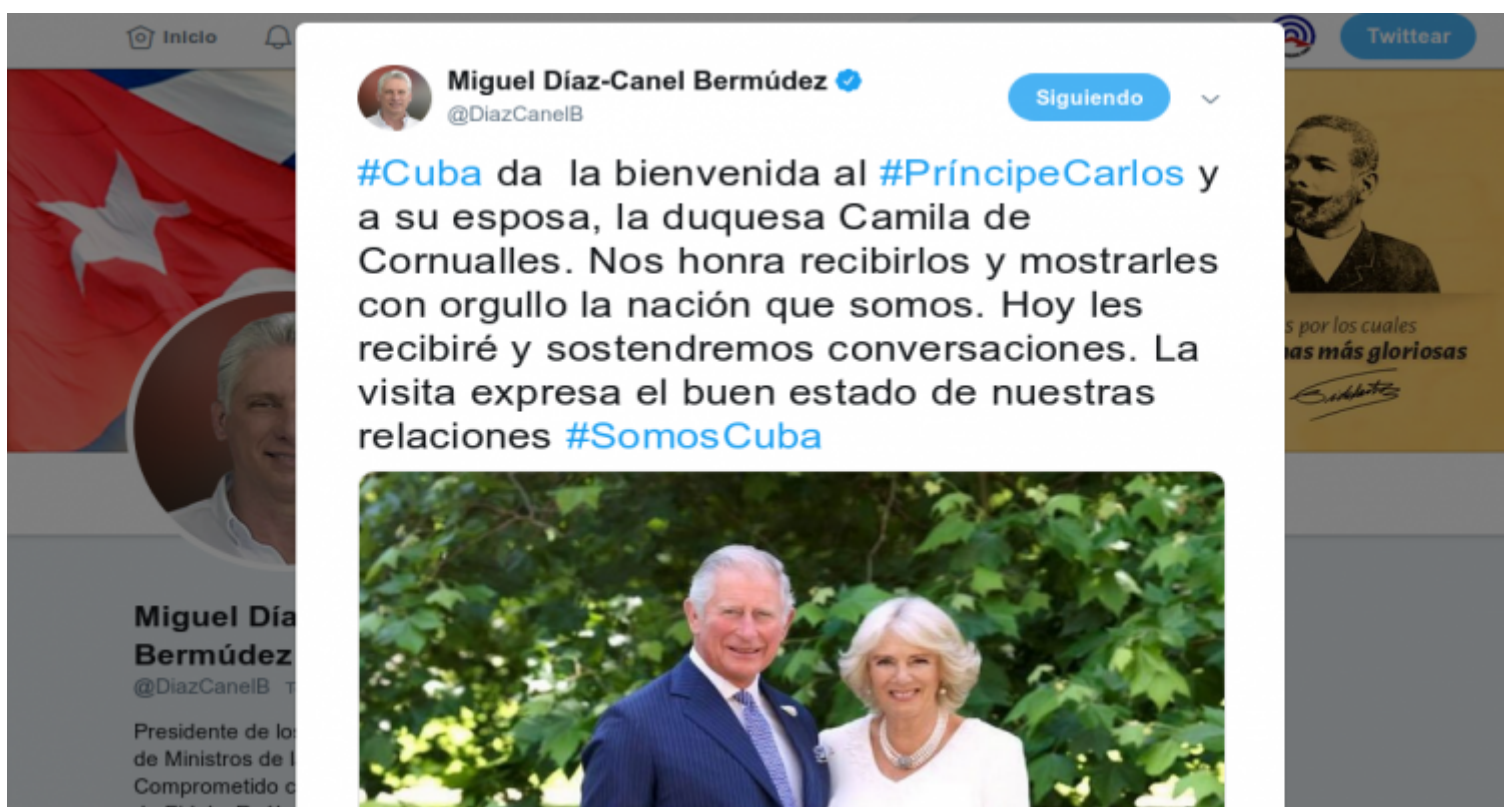 Inicio
Twittear
Miguel Díaz-Canel Bermúdez
@DiazCanelB
Siguiendo
#Cuba da la bienvenida al #PríncipeCarlos y
a su esposa, la duquesa Camila de
Cornualles. Nos honra recibirlos y mostrarles
con orgullo la nación que somos. Hoy les
recibiré y sostendremos conversaciones. La
visita expresa el buen estado de nuestras
relaciones #SomosCuba
por los cuales
más gloriosas
Miguel Día
Bermúdez
@DiazCanelB
Presidente de los
de Ministros de
Comprometido